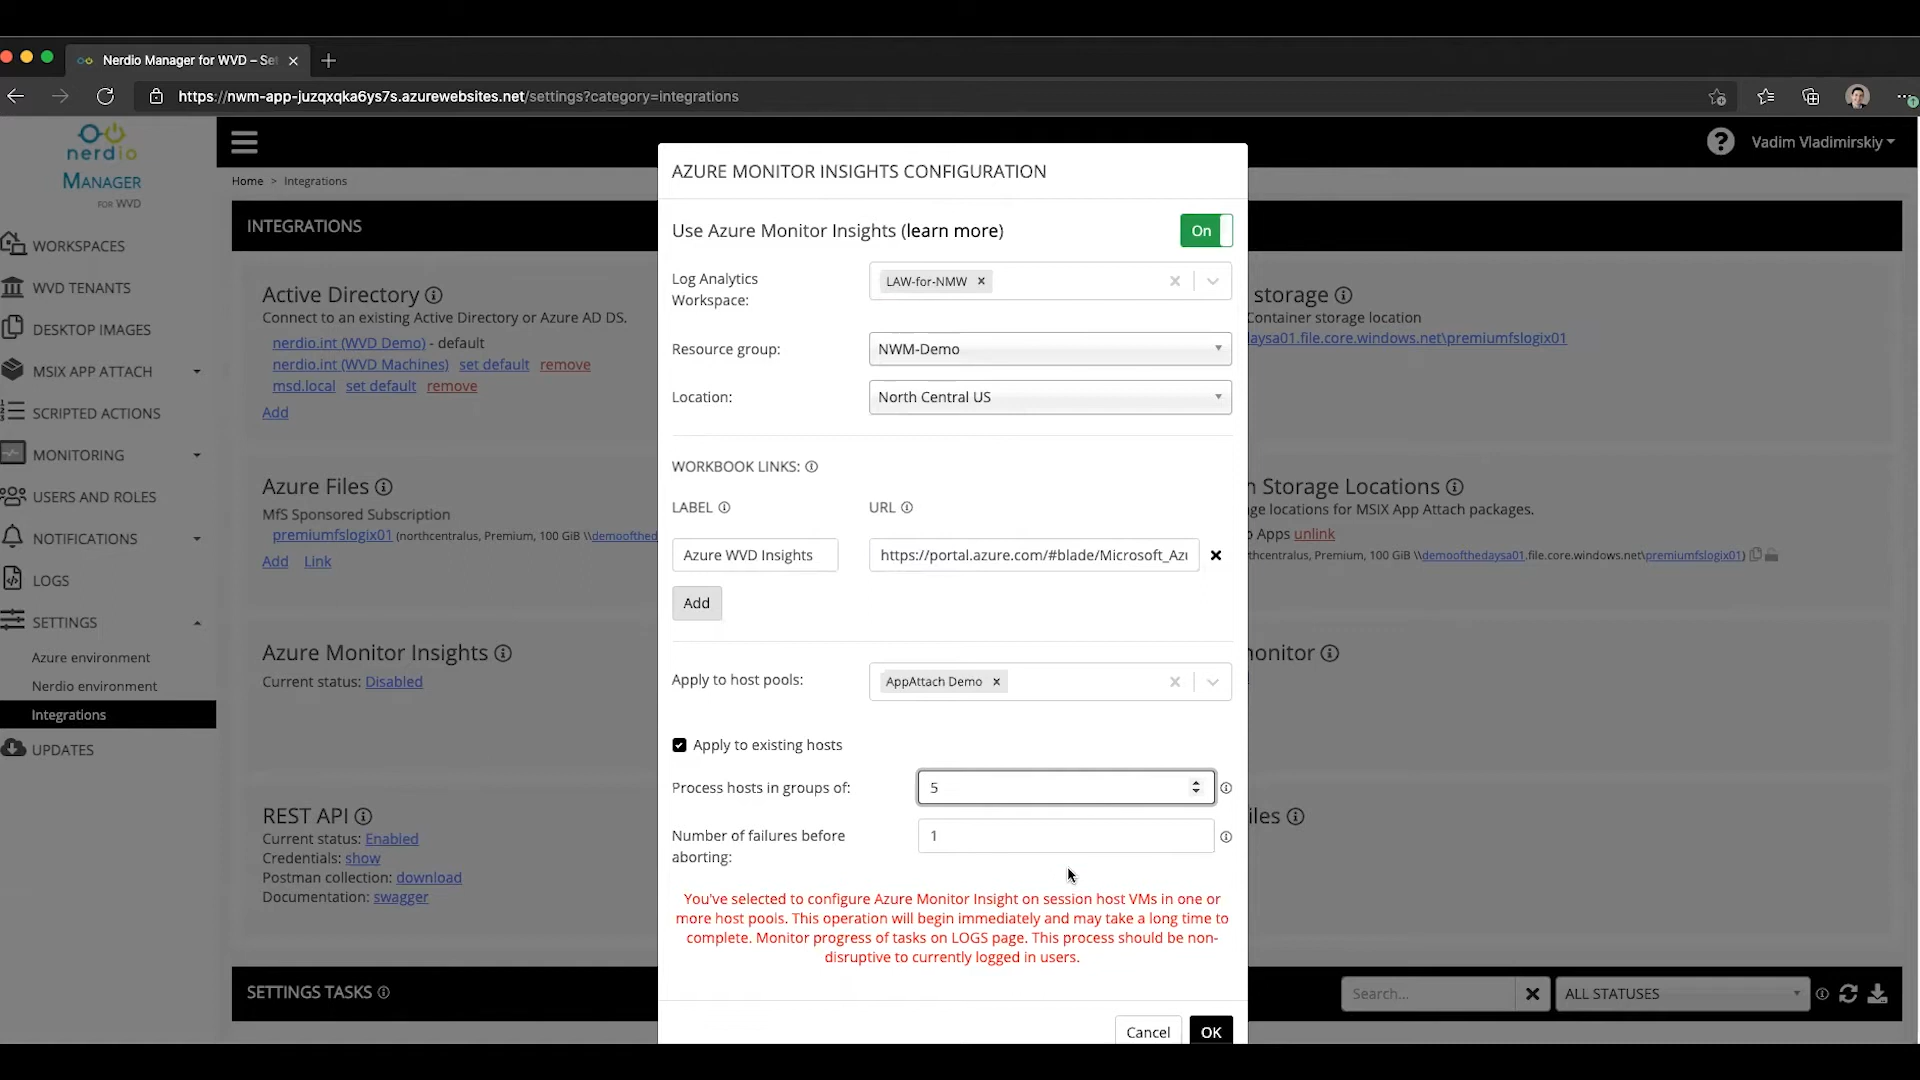 Nerdio Manager for WVD – Se
https://nwm-app-juzqxqka6ys7s.azurewebsites.net/settings?category=integrations
nerdio
MANAGER
FOR WVD
Vadim Vladimirskiy
Home > Integrations
WORKSPACES
WVD TENANTS
DESKTOP IMAGES
MSIX APP ATTACH
SCRIPTED ACTIONS
MONITORING
USERS AND ROLES
NOTIFICATIONS
LOGS
SETTINGS
Azure environment
Nerdio environment
Integrations
UPDATES
INTEGRATIONS
Active Directory
Connect to an existing Active Directory or Azure AD DS.
nerdio.int (WVD Demo) - default
nerdio.int (WVD Machines) set default remove
msd.local set default remove
Add
Azure Files
MfS Sponsored Subscription
premiumfslogix01 (northcentralus, Premium, 100 GiB \\demoofthed
Add Link
Azure Monitor Insights
Current status: Disabled
REST API
Current status: Enabled
Credentials: show
Postman collection: download
Documentation: swagger
AZURE MONITOR INSIGHTS CONFIGURATION
Use Azure Monitor Insights (learn more)
On
Log Analytics
Workspace:
LAW-for-NMW ×
Resource group:
NWM-Demo
Location:
North Central US
WORKBOOK LINKS:
LABEL
URL
Azure WVD Insights
https://portal.azure.com/#blade/Microsoft_Azu
Add
Apply to host pools:
AppAttach Demo ×
Apply to existing hosts
Process hosts in groups of:
5
Number of failures before
aborting:
1
You've selected to configure Azure Monitor Insight on session host VMs in one or
more host pools. This operation will begin immediately and may take a long time to
complete. Monitor progress of tasks on LOGS page. This process should be non-
disruptive to currently logged in users.
Cancel
OK
storage
Container storage location
aysa01.file.core.windows.net\premiumfslogix01
Storage Locations
ge locations for MSIX App Attach packages.
Apps unlink
hcentralus, Premium, 100 GiB \\demoofthedaysa01.file.core.windows.net\premiumfslogix01)
onitor
iles
SETTINGS TASKS
Search...
ALL STATUSES